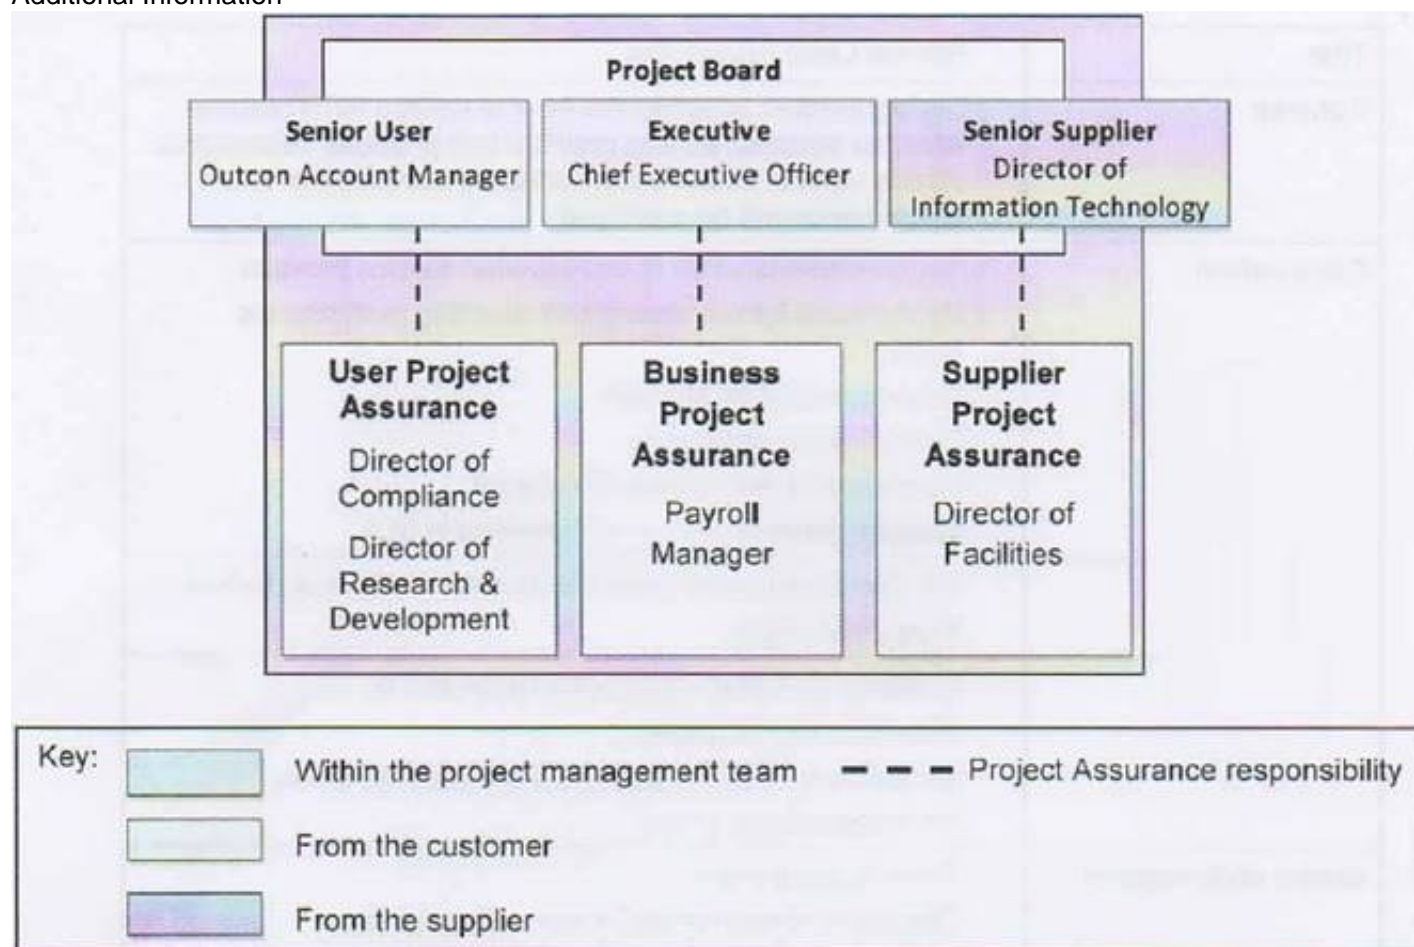 Additional Information
Project Board
Senior User
Outcon Account Manager
Executive
Chief Executive Officer
Senior Supplier
Director of
Information Technology
User Project
Assurance
Director of
Compliance
Director of
Research &
Development
Business
Project
Assurance
Payroll
Manager
Supplier
Project
Assurance
Director of
Facilities
Key:
Within the project management team
Project Assurance responsibility
From the customer
From the supplier